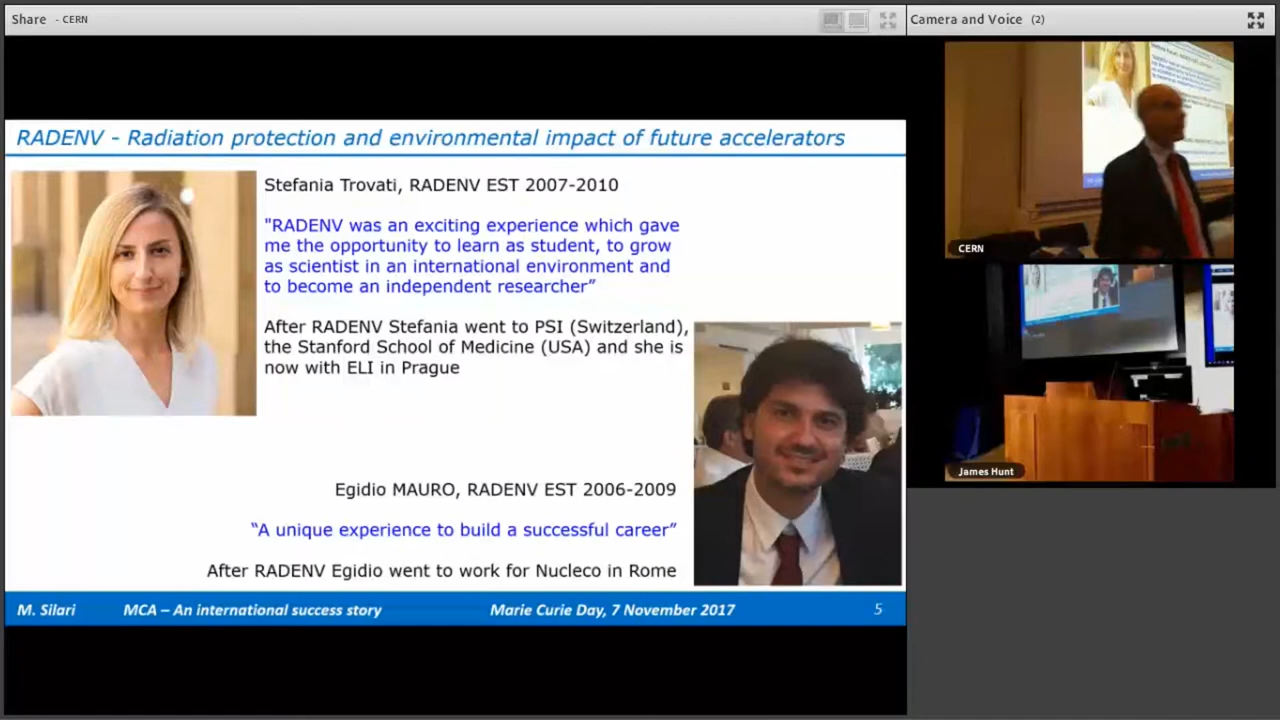 Share - CERN
Camera and Voice (2)
RADENV - Radiation protection and environmental impact of future accelerators
Stefania Trovati, RADENV EST 2007-2010
"RADENV was an exciting experience which gave
me the opportunity to learn as student, to grow
as scientist in an international environment and
to become an independent researcher”
After RADENV Stefania went to PSI (Switzerland),
the Stanford School of Medicine (USA) and she is
now with ELI in Prague
Egidio MAURO, RADENV EST 2006-2009
“A unique experience to build a successful career”
After RADENV Egidio went to work for Nucleco in Rome
M. Silari MCA – An international success story Marie Curie Day, 7 November 2017 5
CERN
James Hunt